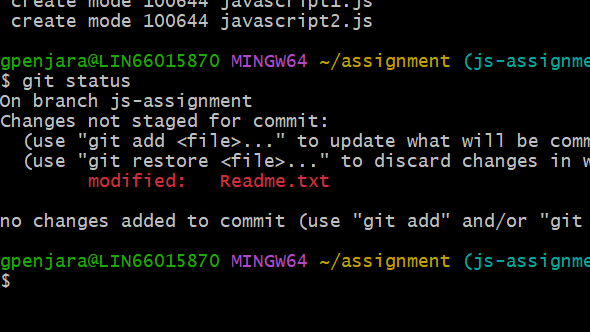 create mode 100644 javascript1.js
create mode 100644 javascript2.js
gpenjara@LIN66015870 MINGW64 ~/assignment (js-assignme
$ git status
On branch js-assignment
Changes not staged for commit:
(use "git add <file>..." to update what will be comm
(use "git restore <file>..." to discard changes in w
modified: Readme.txt
no changes added to commit (use "git add" and/or "git
gpenjara@LIN66015870 MINGW64 ~/assignment (js-assignme
$